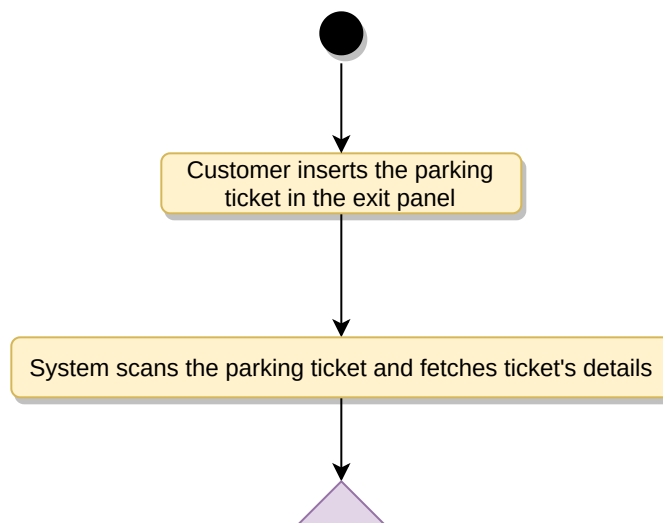 Customer inserts the parking
ticket in the exit panel
System scans the parking ticket and fetches ticket's details